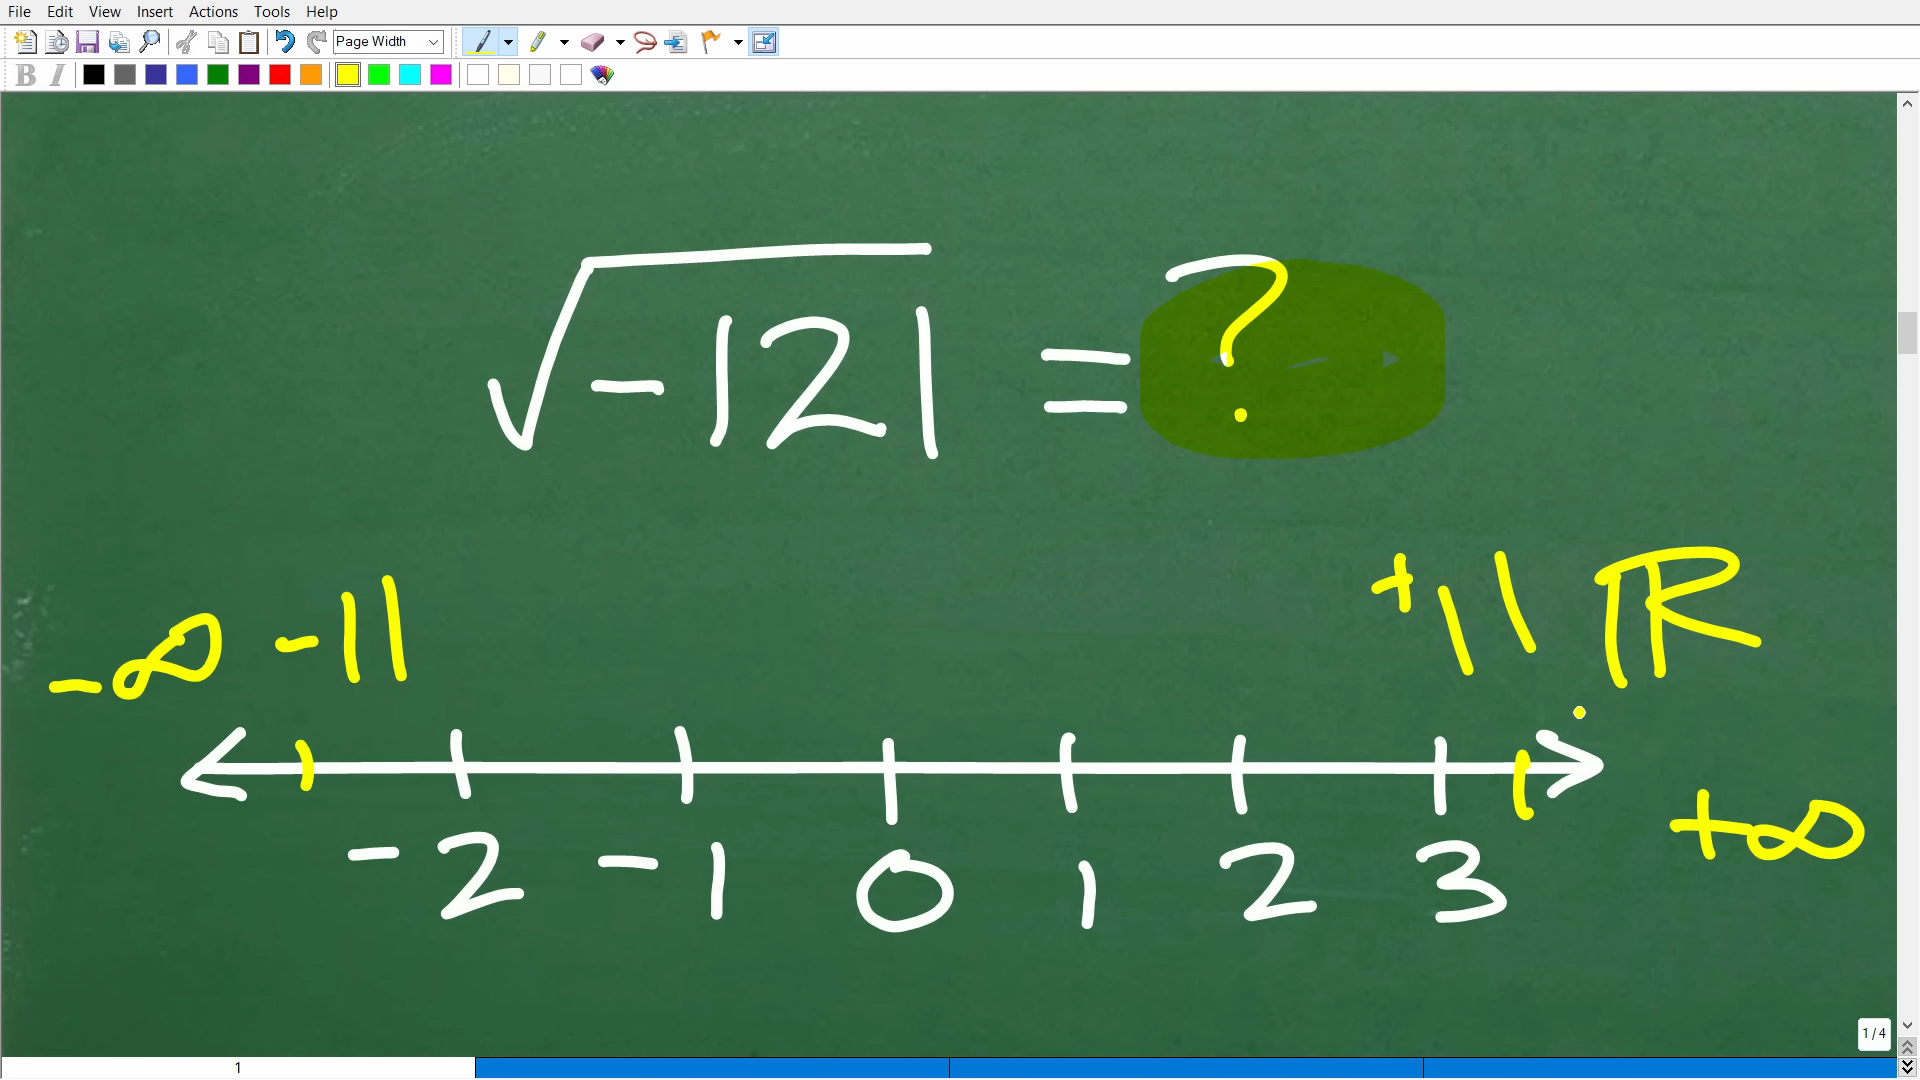 File Edit View Insert Actions Tools Help
Page Width
B I
√-121 = ?
-∞ -11 +11 ℝ
+∞
-2 -1 0 1 2 3
1 / 4
1